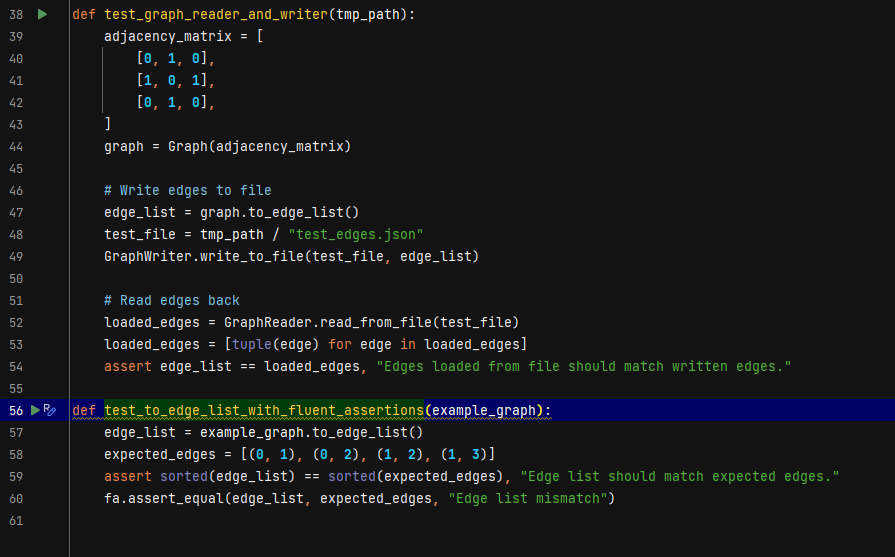 38 def test_graph_reader_and_writer(tmp_path):
39     adjacency_matrix = [
40         [0, 1, 0],
41         [1, 0, 1],
42         [0, 1, 0],
43     ]
44     graph = Graph(adjacency_matrix)
45
46     # Write edges to file
47     edge_list = graph.to_edge_list()
48     test_file = tmp_path / "test_edges.json"
49     GraphWriter.write_to_file(test_file, edge_list)
50
51     # Read edges back
52     loaded_edges = GraphReader.read_from_file(test_file)
53     loaded_edges = [tuple(edge) for edge in loaded_edges]
54     assert edge_list == loaded_edges, "Edges loaded from file should match written edges."
55
56 R def test_to_edge_list_with_fluent_assertions(example_graph):
57     edge_list = example_graph.to_edge_list()
58     expected_edges = [(0, 1), (0, 2), (1, 2), (1, 3)]
59     assert sorted(edge_list) == sorted(expected_edges), "Edge list should match expected edges."
60     fa.assert_equal(edge_list, expected_edges, "Edge list mismatch")
61